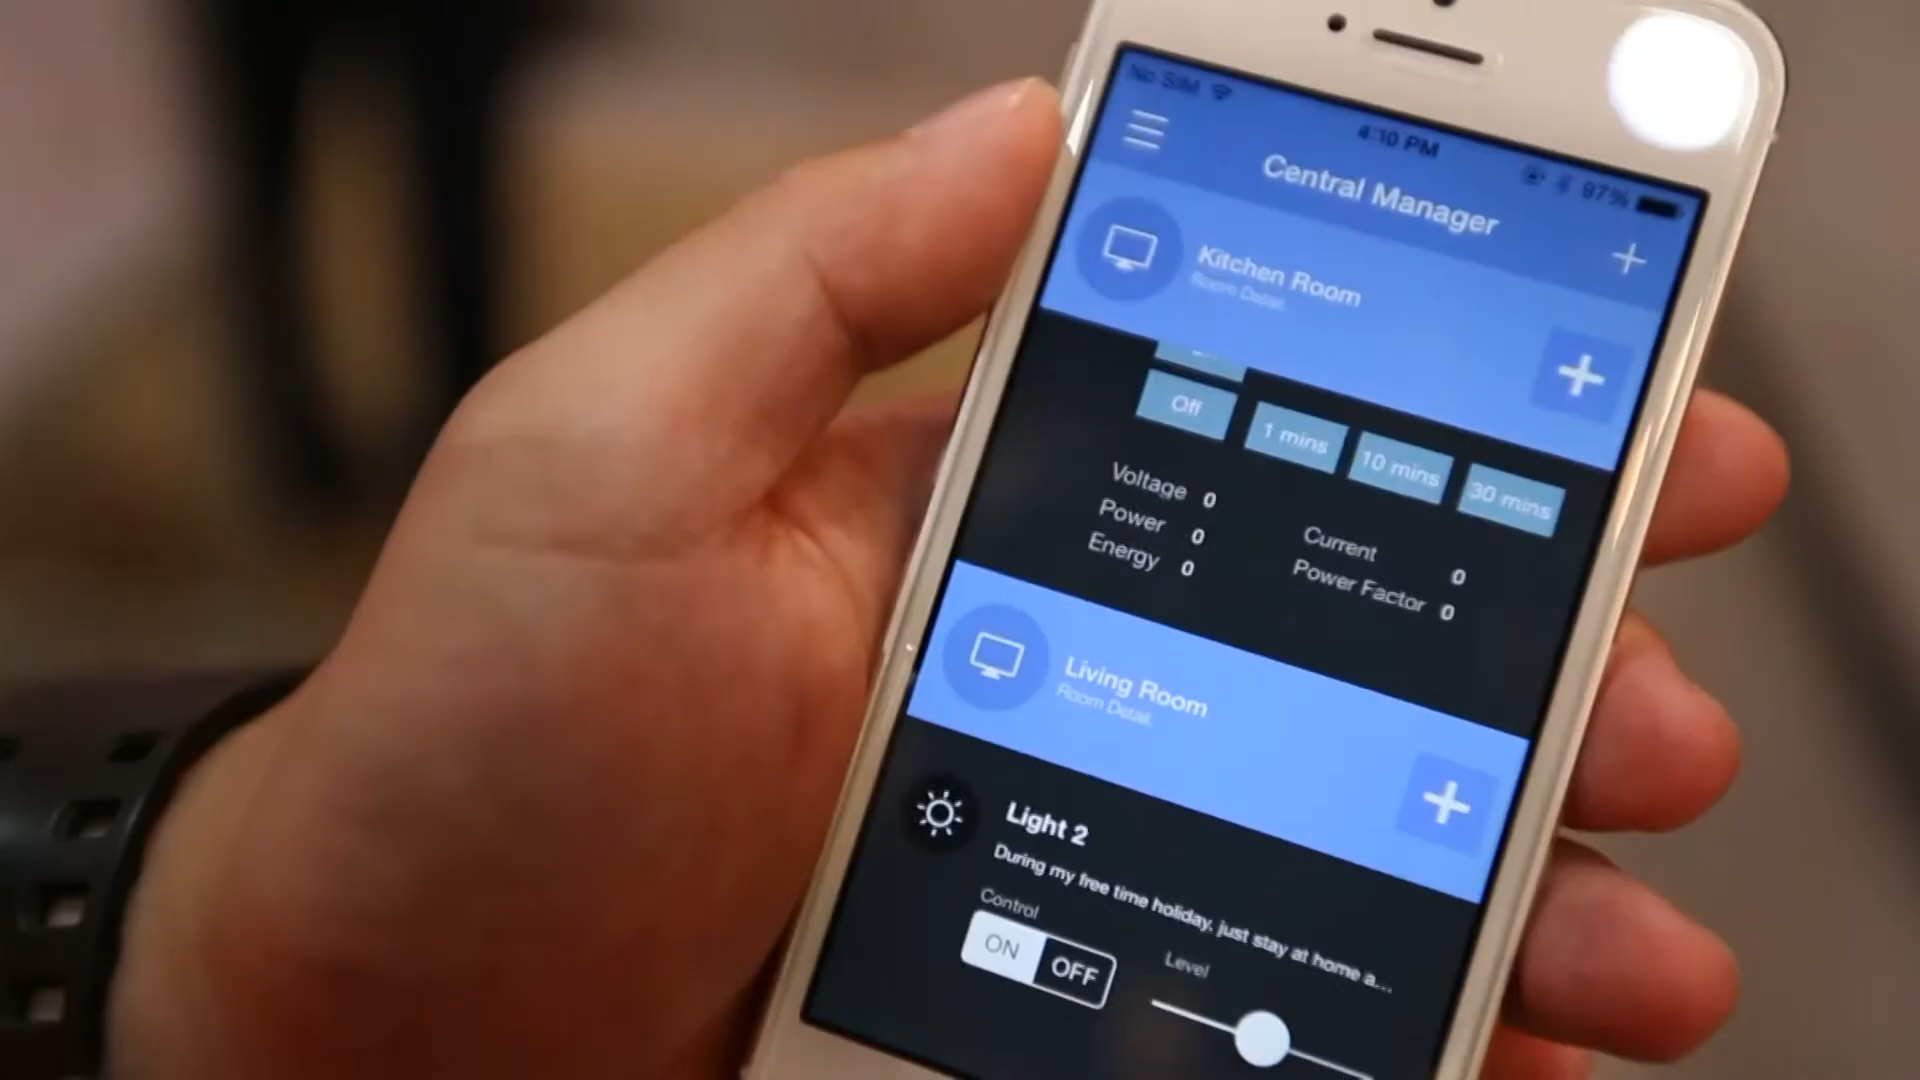 No SIM
4:10 PM
97%
Central Manager
Kitchen Room
Room Detail.
Off
1 mins
10 mins
30 mins
Voltage 0
Power 0
Energy 0
Current 0
Power Factor 0
Living Room
Room Detail.
Light 2
During my free time holiday, just stay at home a...
Control
ON OFF
Level